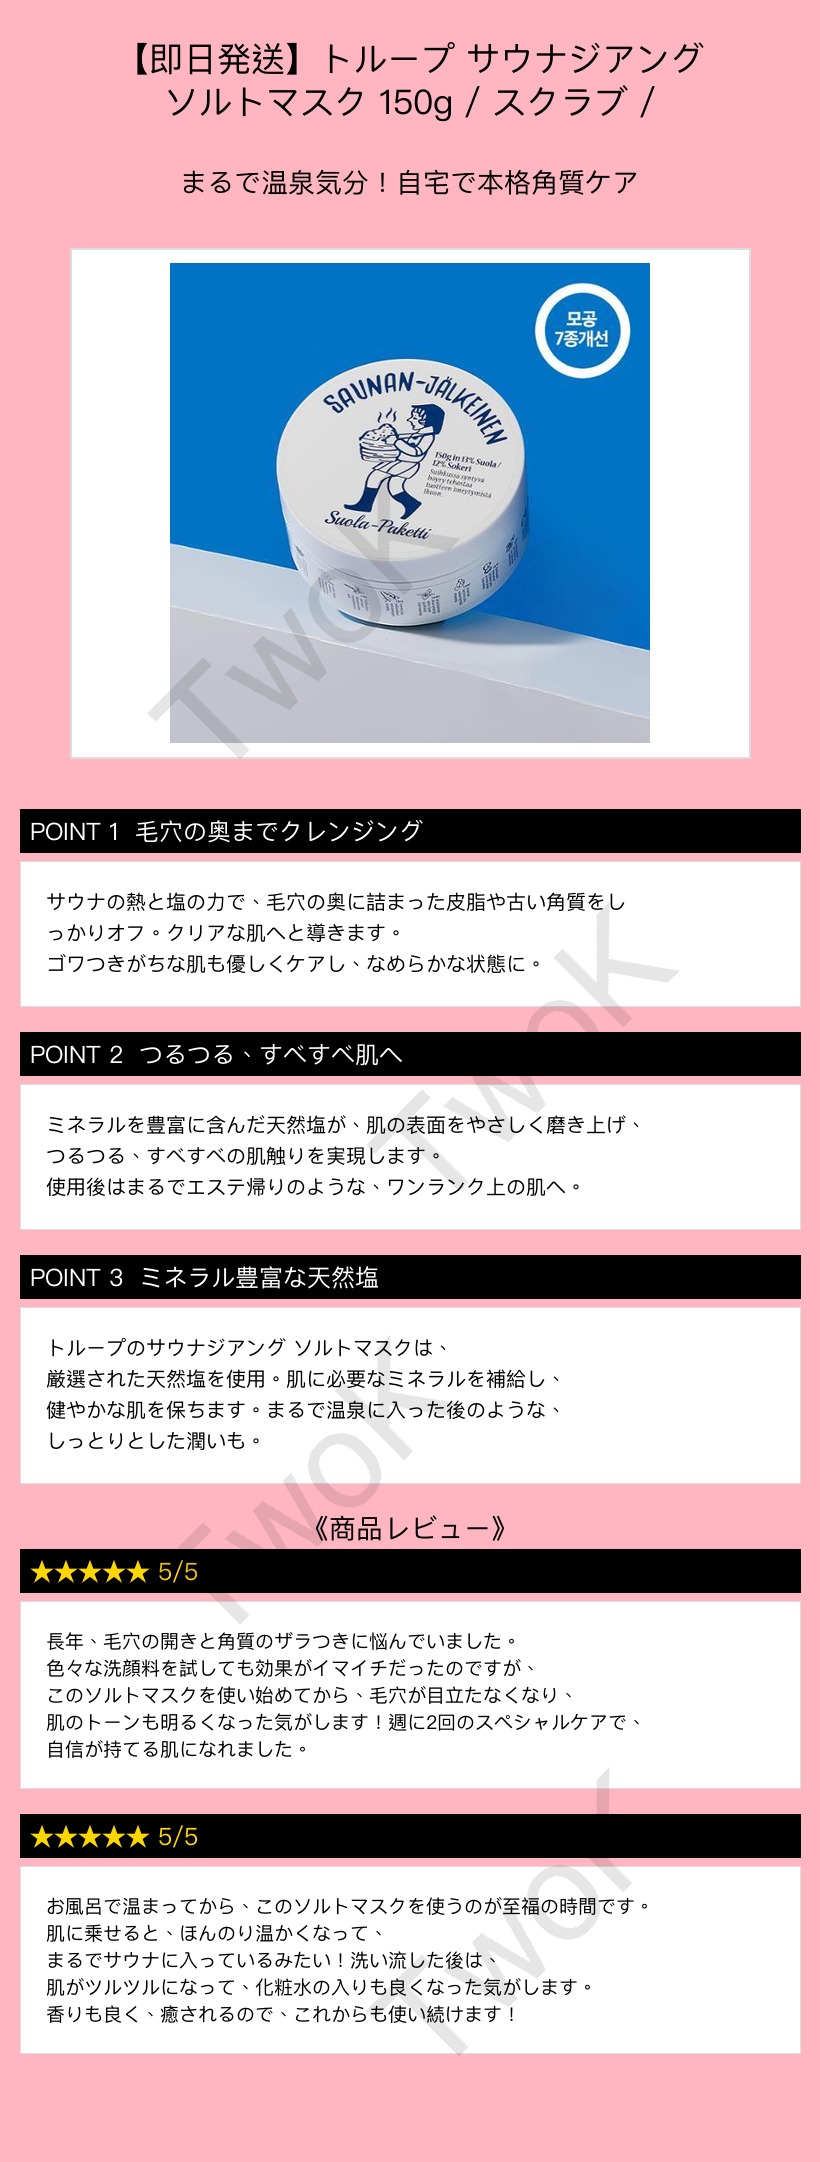 【即日発送】トループ サウナジアング
ソルトマスク 150g / スクラブ /
まるで温泉気分！自宅で本格角質ケア
모공
7종개선
SAUNAN-JÄLKEINEN
150g in 13% Suola /
12% Sokeri
Suihkussa syntyvä
höyry tehostaa
tuotteen imeytymistä
ihoon.
Suola-Paketti
POINT 1 毛穴の奥までクレンジング
サウナの熱と塩の力で、毛穴の奥に詰まった皮脂や古い角質をし
っかりオフ。クリアな肌へと導きます。
ゴワつきがちな肌も優しくケアし、なめらかな状態に。
POINT 2 つるつる、すべすべ肌へ
ミネラルを豊富に含んだ天然塩が、肌の表面をやさしく磨き上げ、
つるつる、すべすべの肌触りを実現します。
使用後はまるでエステ帰りのような、ワンランク上の肌へ。
POINT 3 ミネラル豊富な天然塩
トループのサウナジアング ソルトマスクは、
厳選された天然塩を使用。肌に必要なミネラルを補給し、
健やかな肌を保ちます。まるで温泉に入った後のような、
しっとりとした潤いも。
《商品レビュー》
★★★★★ 5/5
長年、毛穴の開きと角質のザラつきに悩んでいました。
色々な洗顔料を試しても効果がイマイチだったのですが、
このソルトマスクを使い始めてから、毛穴が目立たなくなり、
肌のトーンも明るくなった気がします！週に2回のスペシャルケアで、
自信が持てる肌になれました。
★★★★★ 5/5
お風呂で温まってから、このソルトマスクを使うのが至福の時間です。
肌に乗せると、ほんのり温かくなって、
まるでサウナに入っているみたい！洗い流した後は、
肌がツルツルになって、化粧水の入りも良くなった気がします。
香りも良く、癒されるので、これからも使い続けます！
TwoK
TwoK
TwoK
TwoK